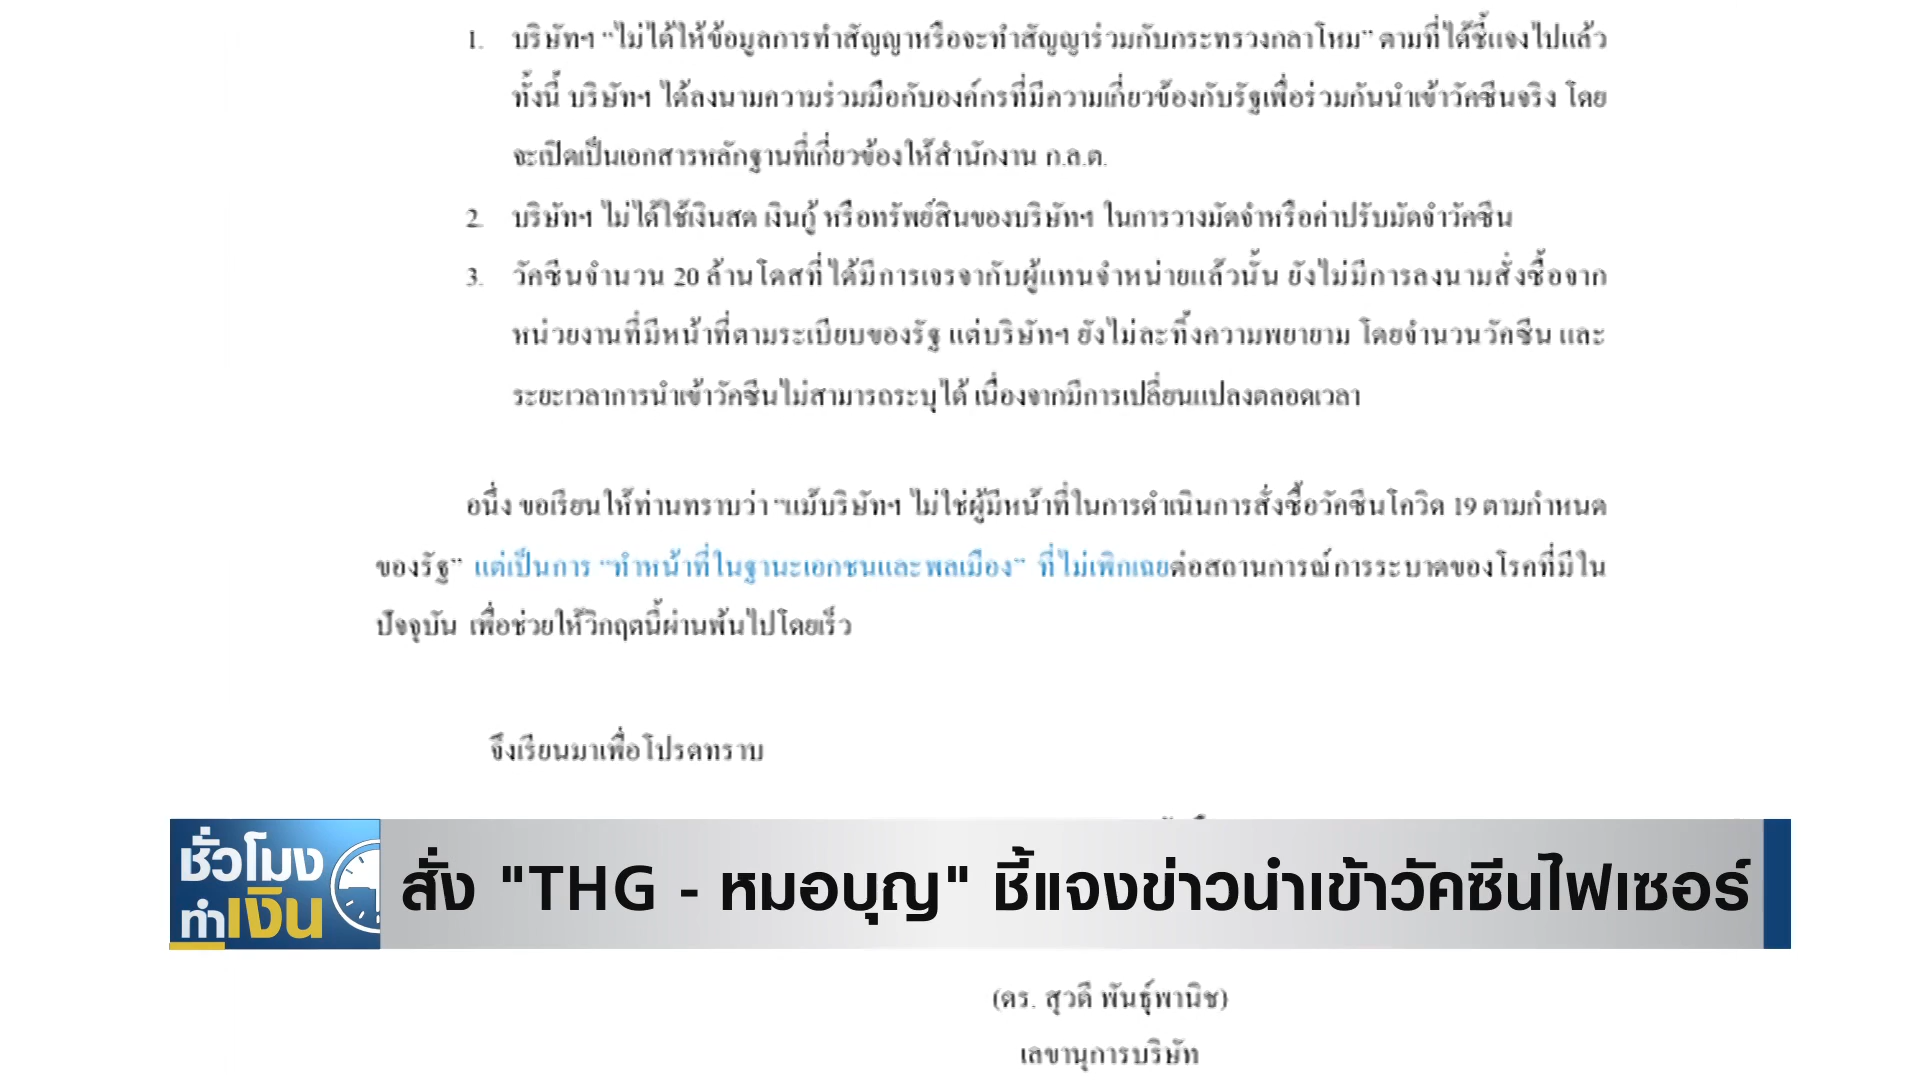 1. บริษัทฯ "ไม่ได้ให้ข้อมูลการทำสัญญาหรือจะทำสัญญาร่วมกับกระทรวงกลาโหม" ตามที่ได้ชี้แจงไปแล้ว
ทั้งนี้ บริษัทฯ ได้ลงนามความร่วมมือกับองค์กรที่มีความเกี่ยวข้องกับรัฐเพื่อร่วมกันนำเข้าวัคซีนจริง โดย
จะเปิดเป็นเอกสารหลักฐานที่เกี่ยวข้องให้สำนักงาน ก.ล.ต.
2. บริษัทฯ ไม่ได้ใช้เงินสด เงินกู้ หรือทรัพย์สินของบริษัทฯ ในการวางมัดจำหรือค่าปรับมัดจำวัคซีน
3. วัคซีนจำนวน 20 ล้านโดสที่ได้มีการเจรจากับผู้แทนจำหน่ายแล้วนั้น ยังไม่มีการลงนามสั่งซื้อจาก
หน่วยงานที่มีหน้าที่ตามระเบียบของรัฐ แต่บริษัทฯ ยังไม่ละทิ้งความพยายาม โดยจำนวนวัคซีน และ
ระยะเวลาการนำเข้าวัคซีนไม่สามารถระบุได้ เนื่องจากมีการเปลี่ยนแปลงตลอดเวลา
อนึ่ง ขอเรียนให้ท่านทราบว่า "แม้บริษัทฯ ไม่ใช่ผู้มีหน้าที่ในการดำเนินการสั่งซื้อวัคซีนโควิด 19 ตามกำหนด
ของรัฐ" แต่เป็นการ "ทำหน้าที่ในฐานะเอกชนและพลเมือง" ที่ไม่เพิกเฉยต่อสถานการณ์การระบาดของโรคที่มีใน
ปัจจุบัน เพื่อช่วยให้วิกฤตนี้ผ่านพ้นไปโดยเร็ว
จึงเรียนมาเพื่อโปรดทราบ
ชั่วโมง
ทำเงิน
สั่ง "THG - หมอบุญ" ชี้แจงข่าวนำเข้าวัคซีนไฟเซอร์
(ดร. สุวดี พันธุ์พานิช)
เลขานุการบริษัท